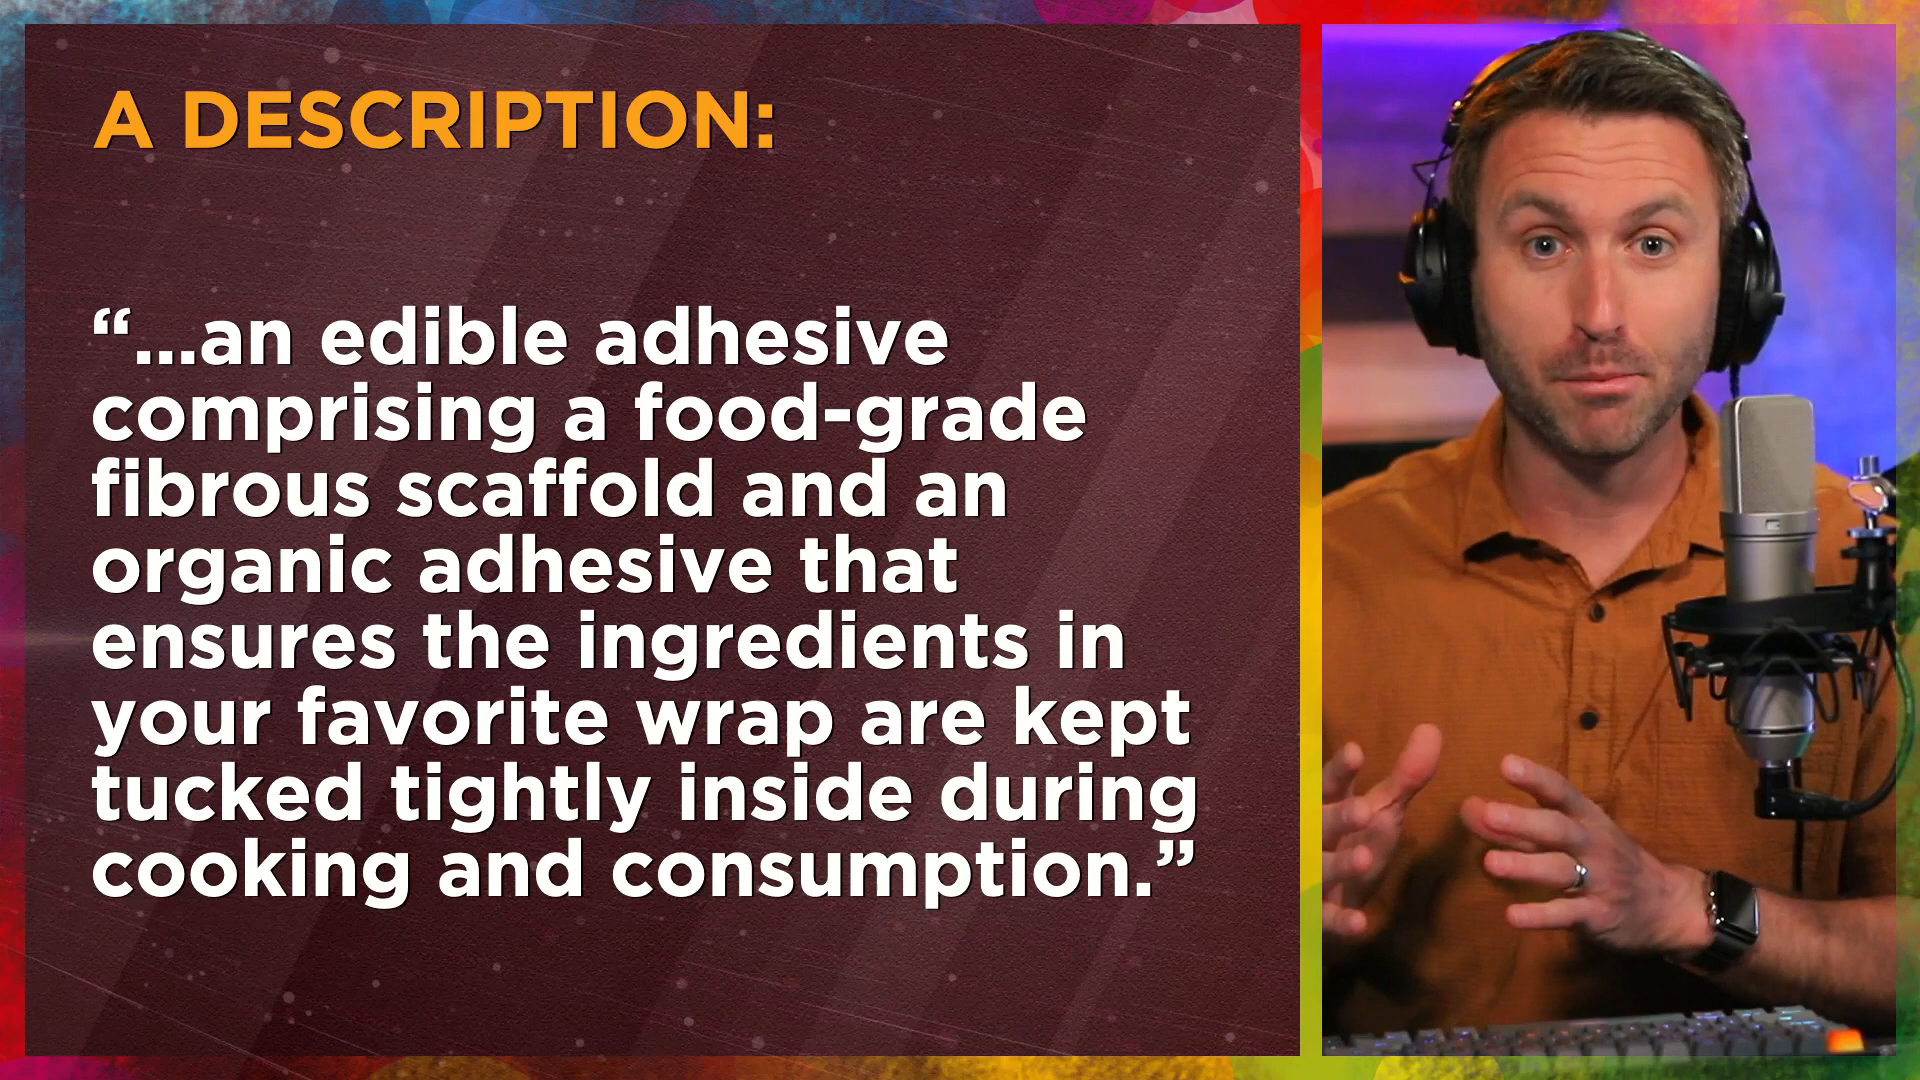 A DESCRIPTION:
“...an edible adhesive
comprising a food-grade
fibrous scaffold and an
organic adhesive that
ensures the ingredients in
your favorite wrap are kept
tucked tightly inside during
cooking and consumption.”